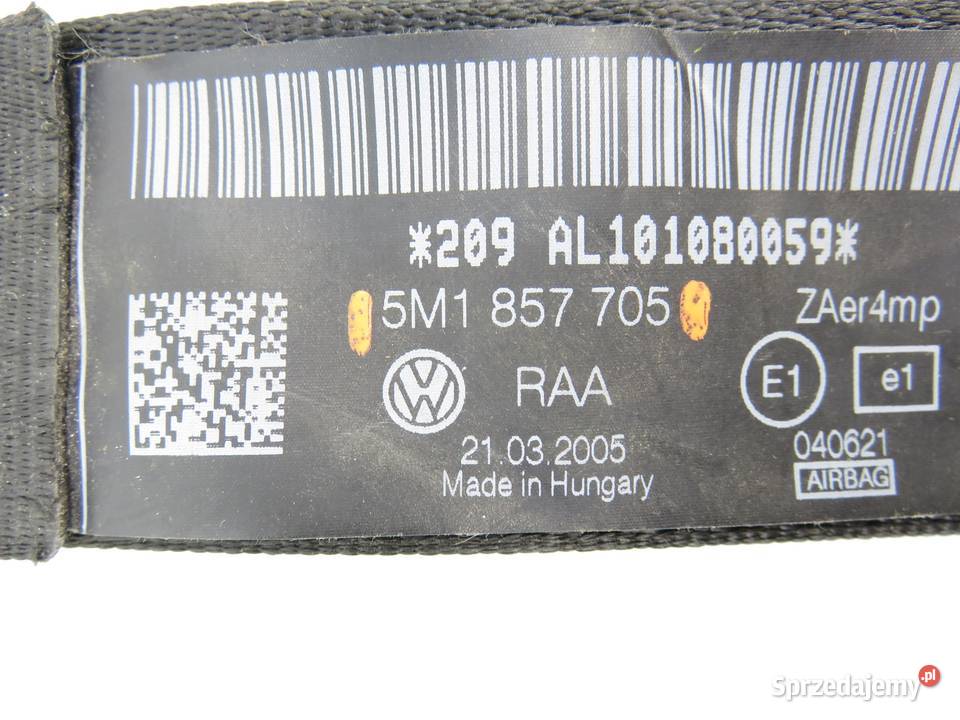 *209 AL101080059*
5M1 857 705
ZAer4mp
VW
RAA
E1
e1
21.03.2005
040621
Made in Hungary
AIRBAG
Sprzedajemy.pl